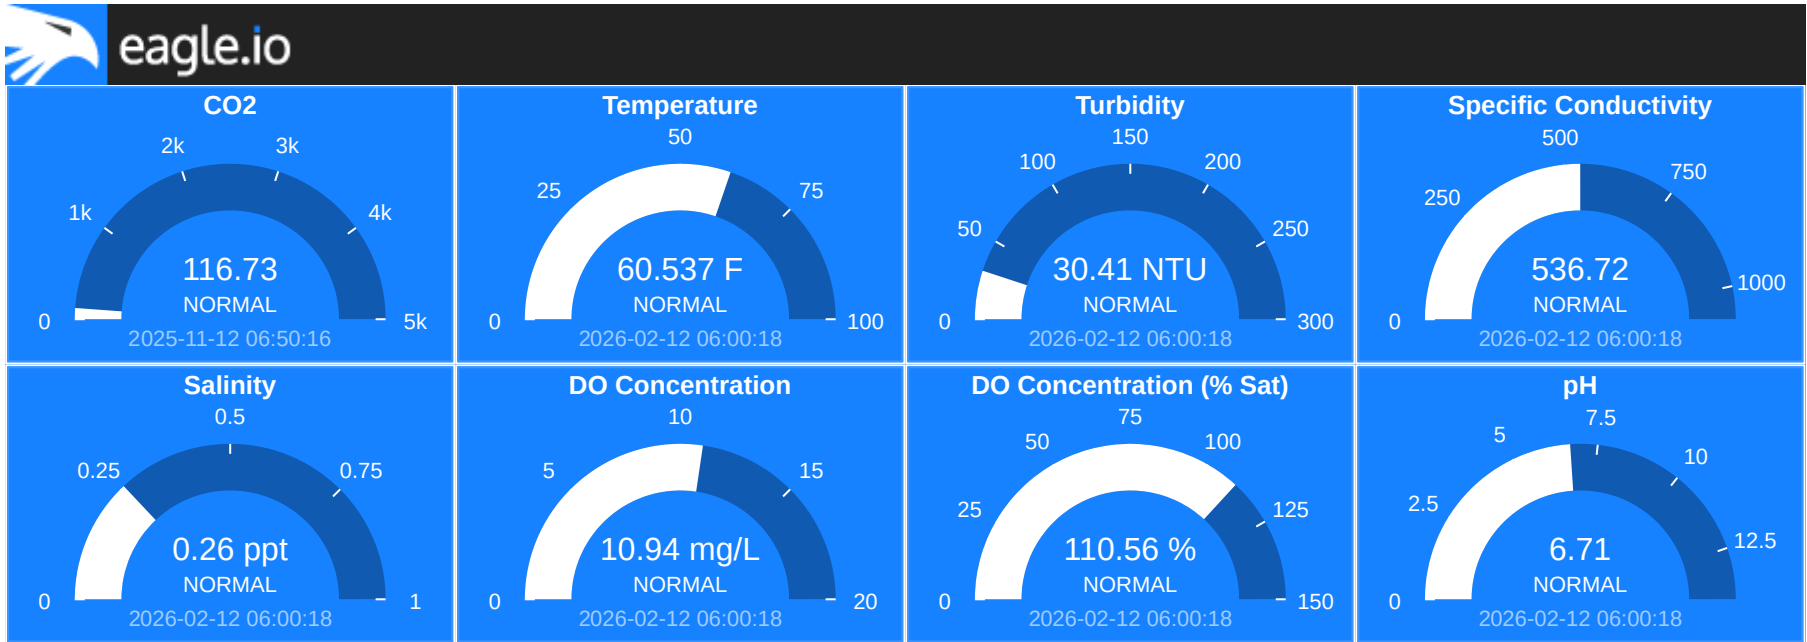 eagle.io
CO2
0
1k
2k
3k
4k
5k
116.73
NORMAL
2025-11-12 06:50:16
Temperature
0
25
50
75
100
60.537 F
NORMAL
2026-02-12 06:00:18
Turbidity
0
50
100
150
200
250
300
30.41 NTU
NORMAL
2026-02-12 06:00:18
Specific Conductivity
0
250
500
750
1000
536.72
NORMAL
2026-02-12 06:00:18
Salinity
0
0.25
0.5
0.75
1
0.26 ppt
NORMAL
2026-02-12 06:00:18
DO Concentration
0
5
10
15
20
10.94 mg/L
NORMAL
2026-02-12 06:00:18
DO Concentration (% Sat)
0
25
50
75
100
125
150
110.56 %
NORMAL
2026-02-12 06:00:18
pH
0
2.5
5
7.5
10
12.5
6.71
NORMAL
2026-02-12 06:00:18